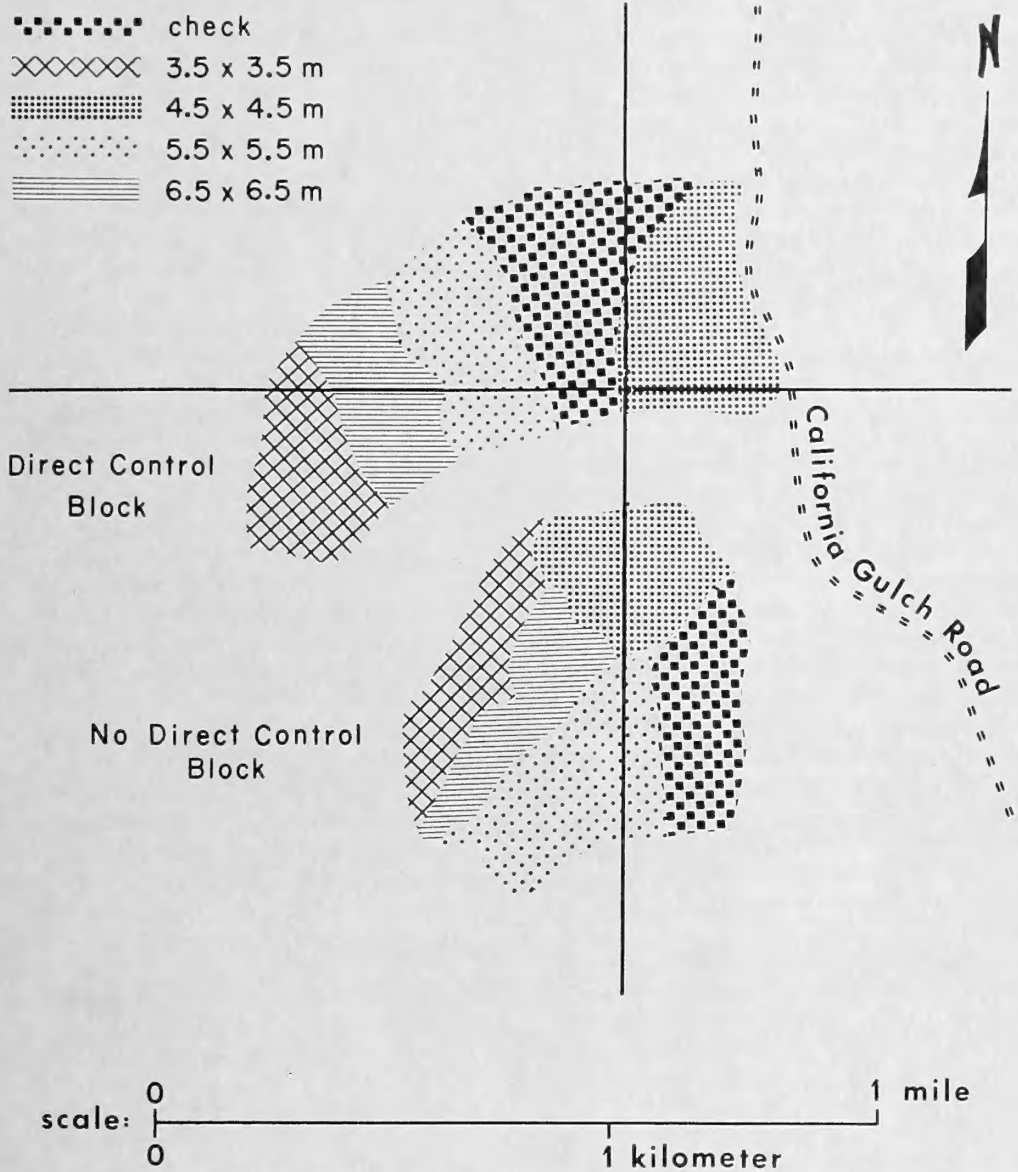 check
3.5 x 3.5 m
4.5 x 4.5 m
5.5 x 5.5 m
6.5 x 6.5 m
N
California Gulch Road
Direct Control
Block
No Direct Control
Block
0 1 mile
scale:
0 1 kilometer